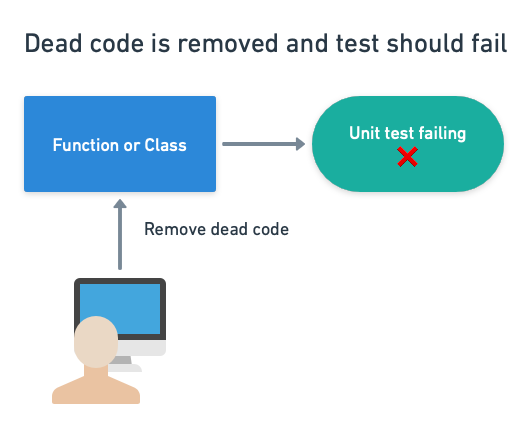 Dead code is removed and test should fail
Function or Class
Unit test failing
Remove dead code